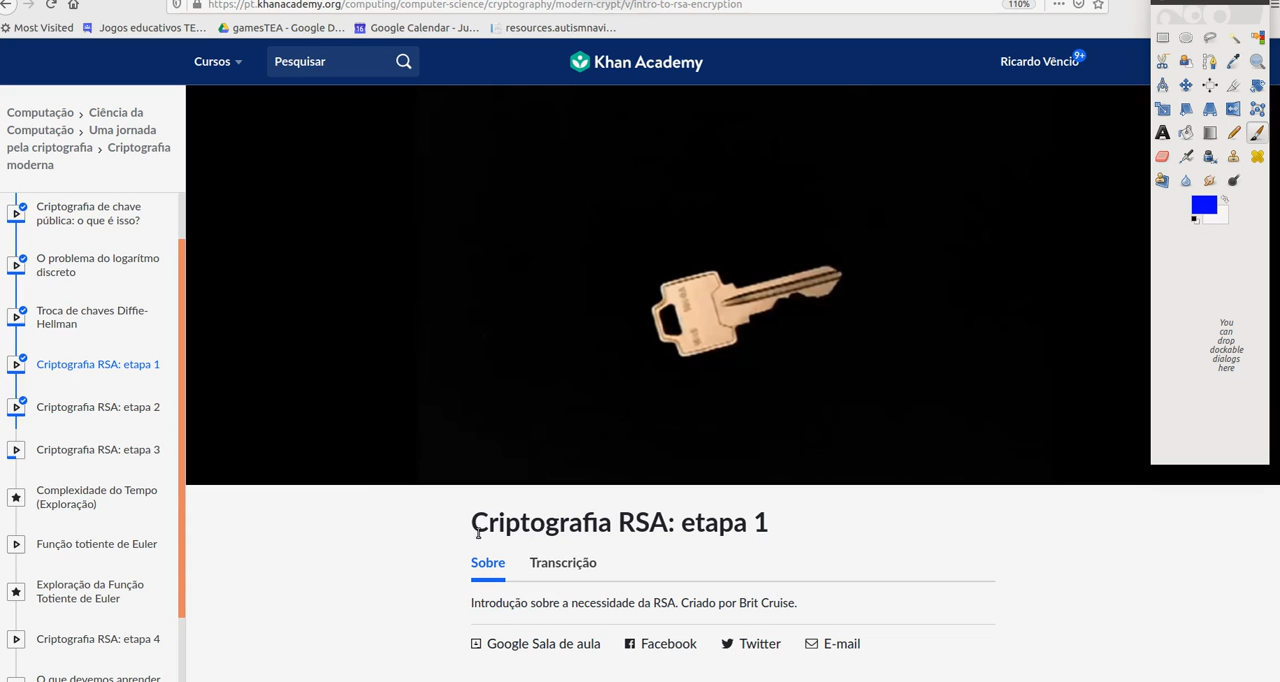 https://pt.khanacademy.org/computing/computer-science/cryptography/modern-crypt/v/intro-to-rsa-encryption
110%
Most Visited
Jogos educativos TE...
gamesTEA - Google D...
Google Calendar - Ju...
resources.autismnavi...
Cursos
Pesquisar
Khan Academy
Ricardo Vêncio
9+
Computação > Ciência da
Computação > Uma jornada
pela criptografia > Criptografia
moderna
Criptografia de chave
pública: o que é isso?
O problema do logarítmo
discreto
Troca de chaves Diffie-
Hellman
Criptografia RSA: etapa 1
Criptografia RSA: etapa 2
Criptografia RSA: etapa 3
Complexidade do Tempo
(Exploração)
Função totiente de Euler
Exploração da Função
Totiente de Euler
Criptografia RSA: etapa 4
O que devemos aprender
Criptografia RSA: etapa 1
Sobre
Transcrição
Introdução sobre a necessidade da RSA. Criado por Brit Cruise.
Google Sala de aula
Facebook
Twitter
E-mail
You
can
drop
dockable
dialogs
here